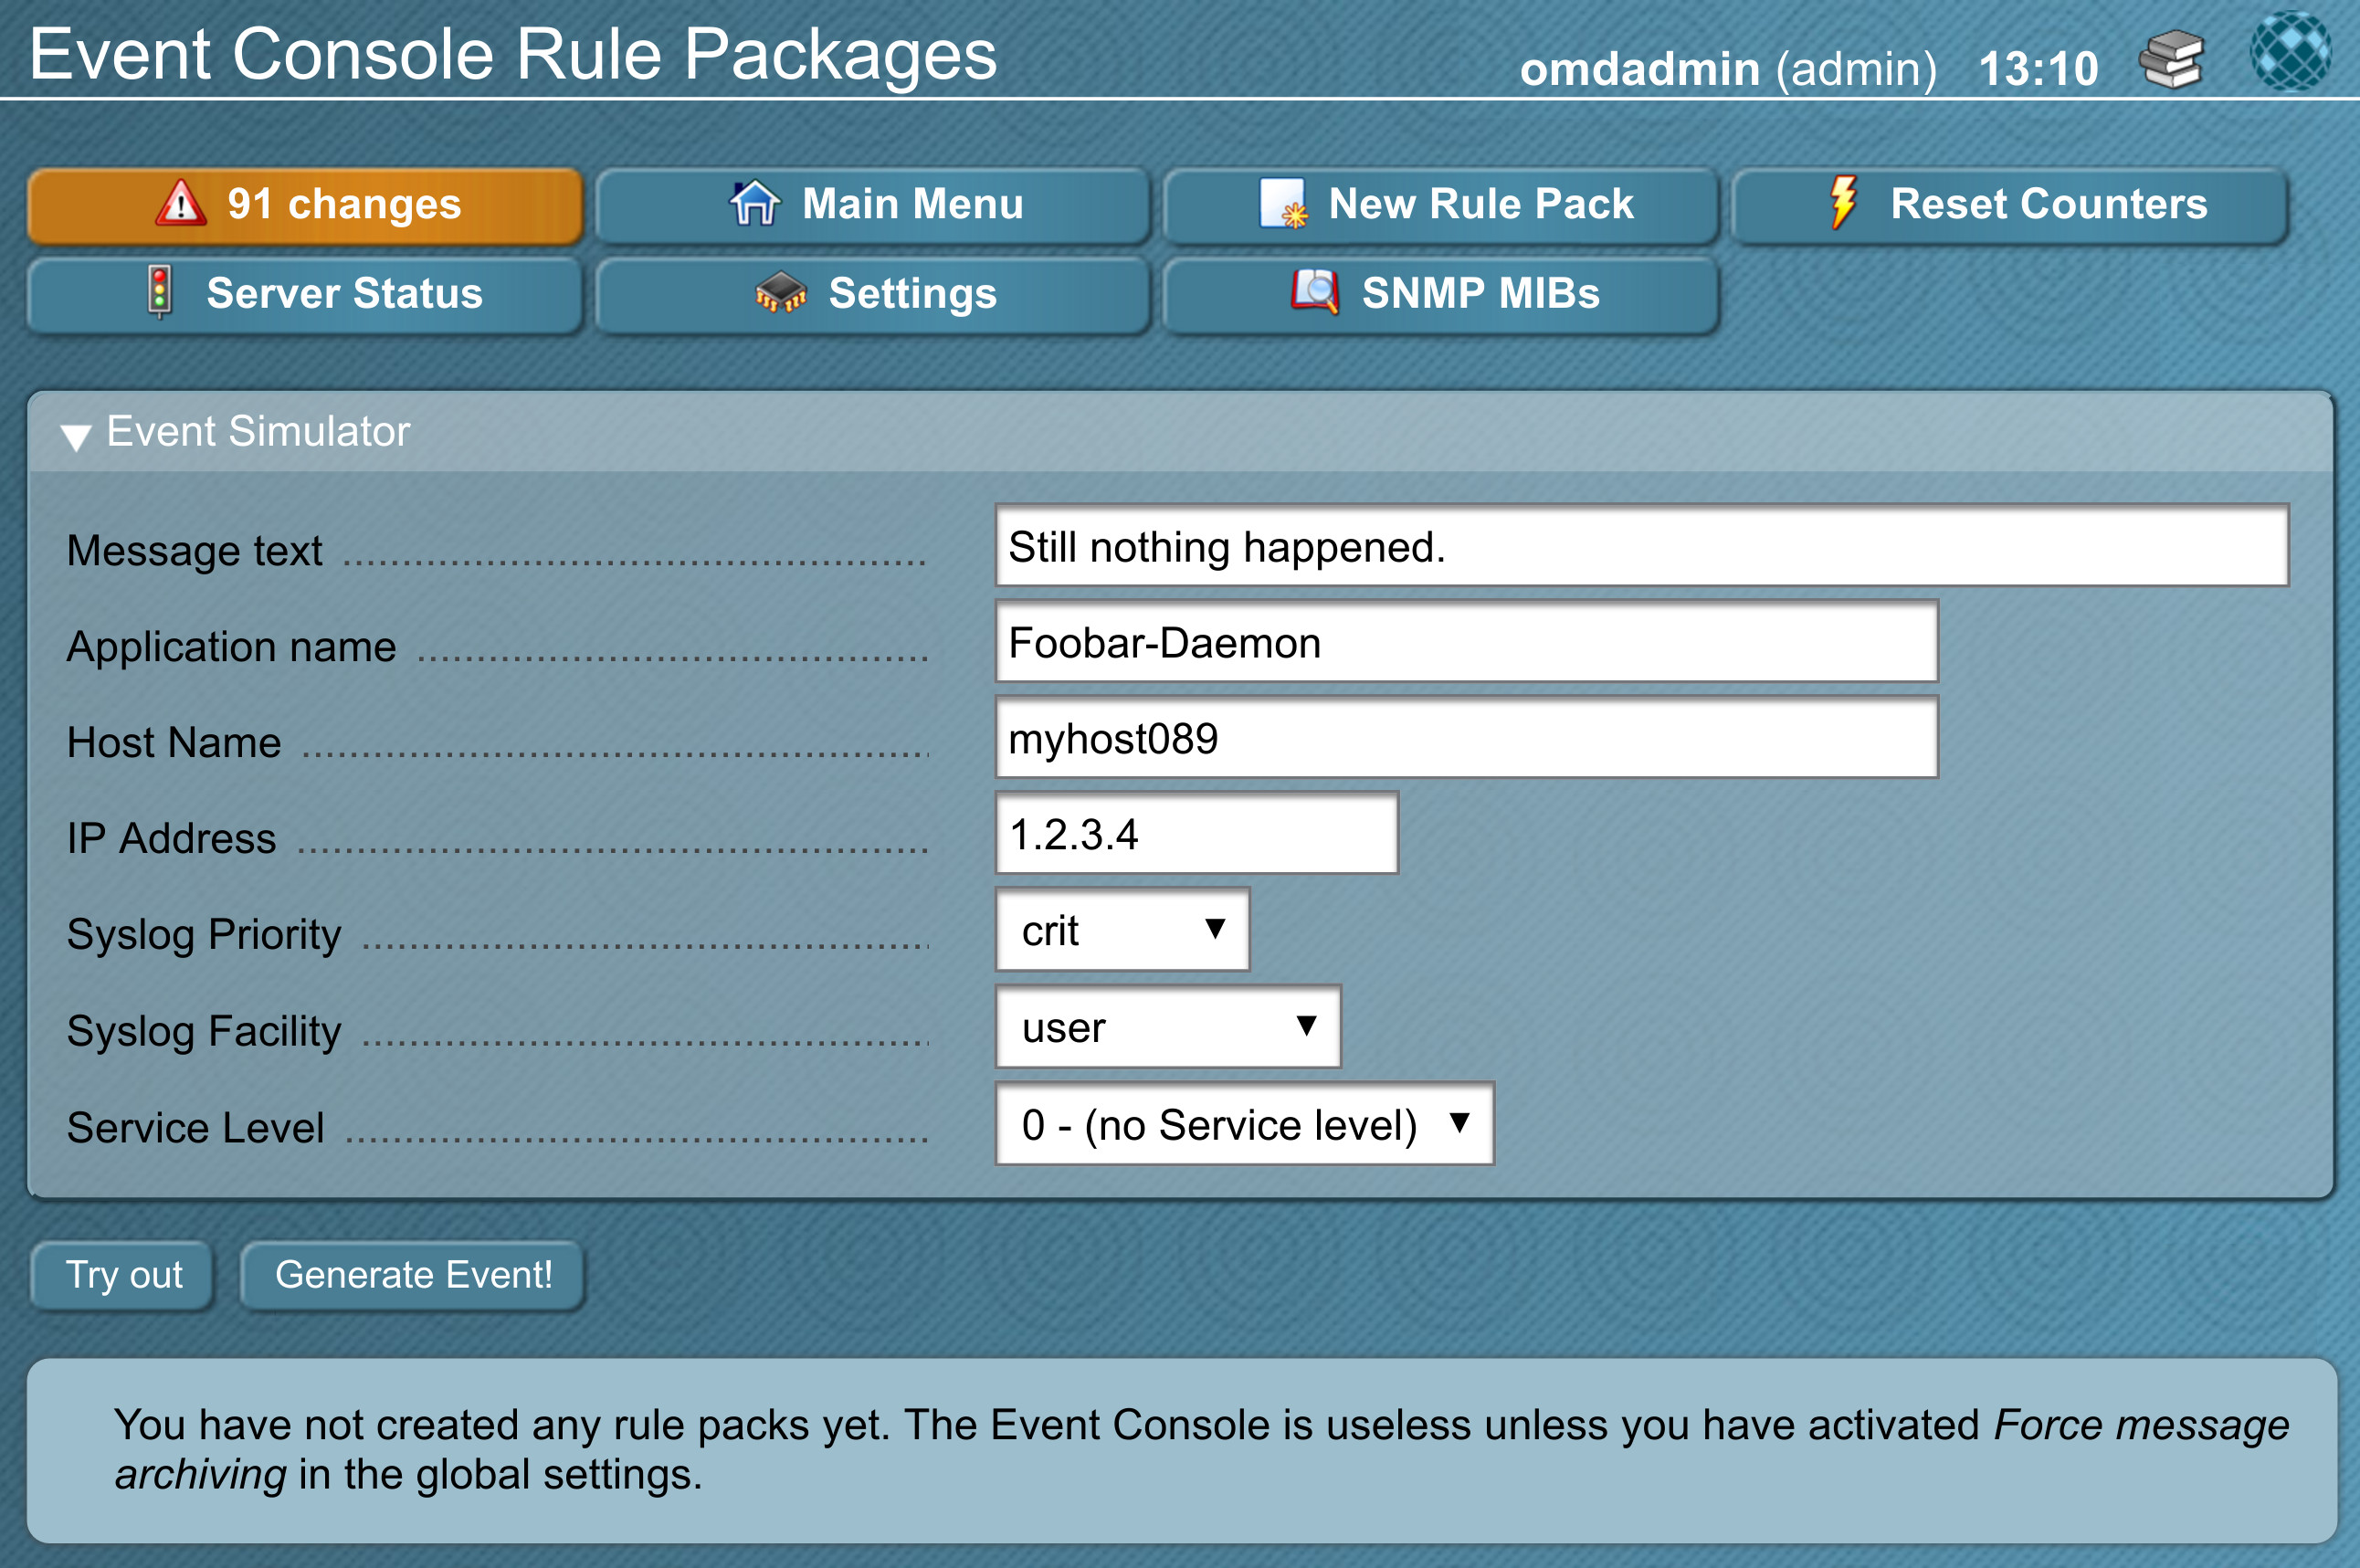 Event Console Rule Packages
omdadmin (admin) 13:10
91 changes
Main Menu
New Rule Pack
Reset Counters
Server Status
Settings
SNMP MIBs
Event Simulator
Message text
Still nothing happened.
Application name
Foobar-Daemon
Host Name
myhost089
IP Address
1.2.3.4
Syslog Priority
crit
Syslog Facility
user
Service Level
0 - (no Service level)
Try out
Generate Event!
You have not created any rule packs yet. The Event Console is useless unless you have activated Force message
archiving in the global settings.